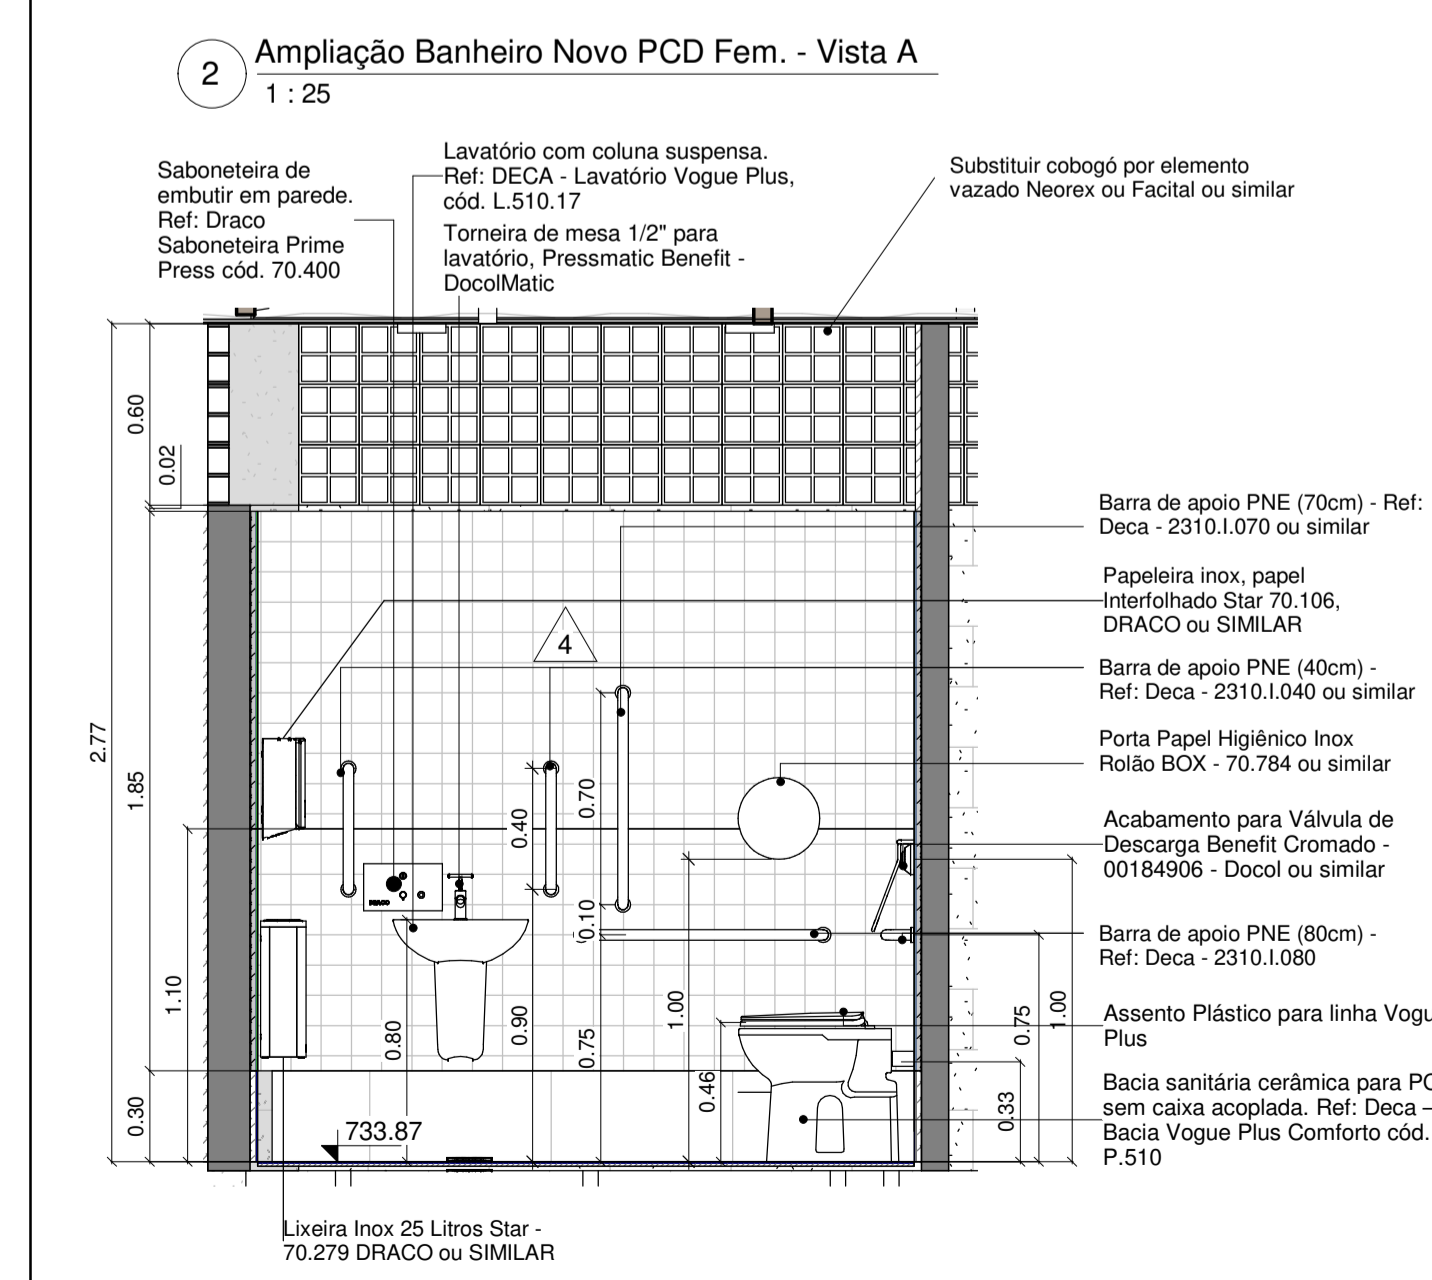 2
Ampliação Banheiro Novo PCD Fem. - Vista A
1 : 25
Saboneteira de
embutir em parede.
Ref: Draco
Saboneteira Prime
Press cód. 70.400
Lavatório com coluna suspensa.
Ref: DECA - Lavatório Vogue Plus,
cód. L.510.17
Torneira de mesa 1/2" para
lavatório, Pressmatic Benefit -
DocolMatic
Substituir cobogó por elemento
vazado Neorex ou Facital ou similar
0.60
0.02
2.77
1.85
1.10
0.30
4
0.70
0.40
0.10
DRACO
0.80
0.90
0.75
1.00
0.46
0.33
0.75
1.00
733.87
Barra de apoio PNE (70cm) - Ref:
Deca - 2310.I.070 ou similar
Papeleira inox, papel
Interfolhado Star 70.106,
DRACO ou SIMILAR
Barra de apoio PNE (40cm) -
Ref: Deca - 2310.I.040 ou similar
Porta Papel Higiênico Inox
Rolão BOX - 70.784 ou similar
Acabamento para Válvula de
Descarga Benefit Cromado -
00184906 - Docol ou similar
Barra de apoio PNE (80cm) -
Ref: Deca - 2310.I.080
Assento Plástico para linha Vogu
Plus
Bacia sanitária cerâmica para PC
sem caixa acoplada. Ref: Deca –
Bacia Vogue Plus Comforto cód.
P.510
Lixeira Inox 25 Litros Star -
70.279 DRACO ou SIMILAR